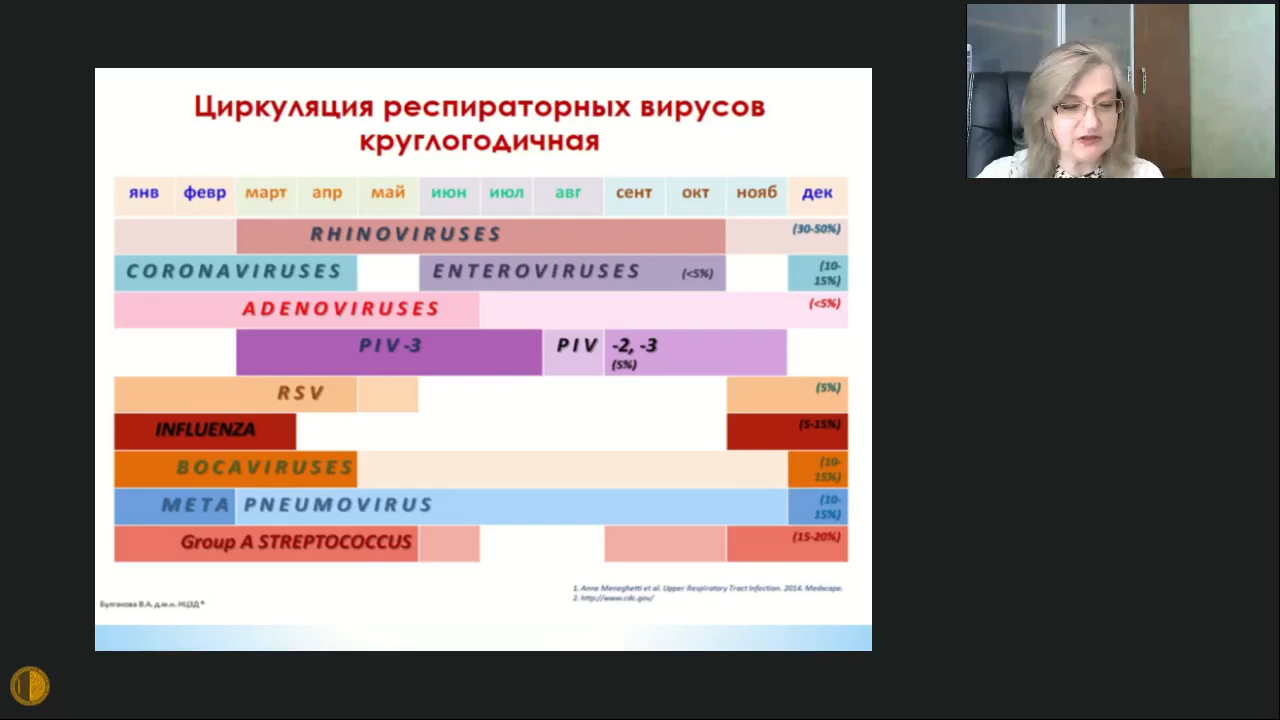 Циркуляция респираторных вирусов
круглогодичная
янв февр март апр май июн июл авг сент окт нояб дек
RHINOVIRUSES (30-50%)
CORONAVIRUSES ENTEROVIRUSES (<5%) (10-
15%)
ADENOVIRUSES (<5%)
PIV-3 PIV -2, -3
(5%)
RSV (5%)
INFLUENZA (5-15%)
BOCAVIRUSES (10-
15%)
META PNEUMOVIRUS (10-
15%)
Group A STREPTOCOCCUS (15-20%)
1. Anne Meneghetti et al. Upper Respiratory Tract Infection. 2014, Medscape.
2. http://www.cdc.gov/
Булгакова В.А. д.м.н. НЦЗД *